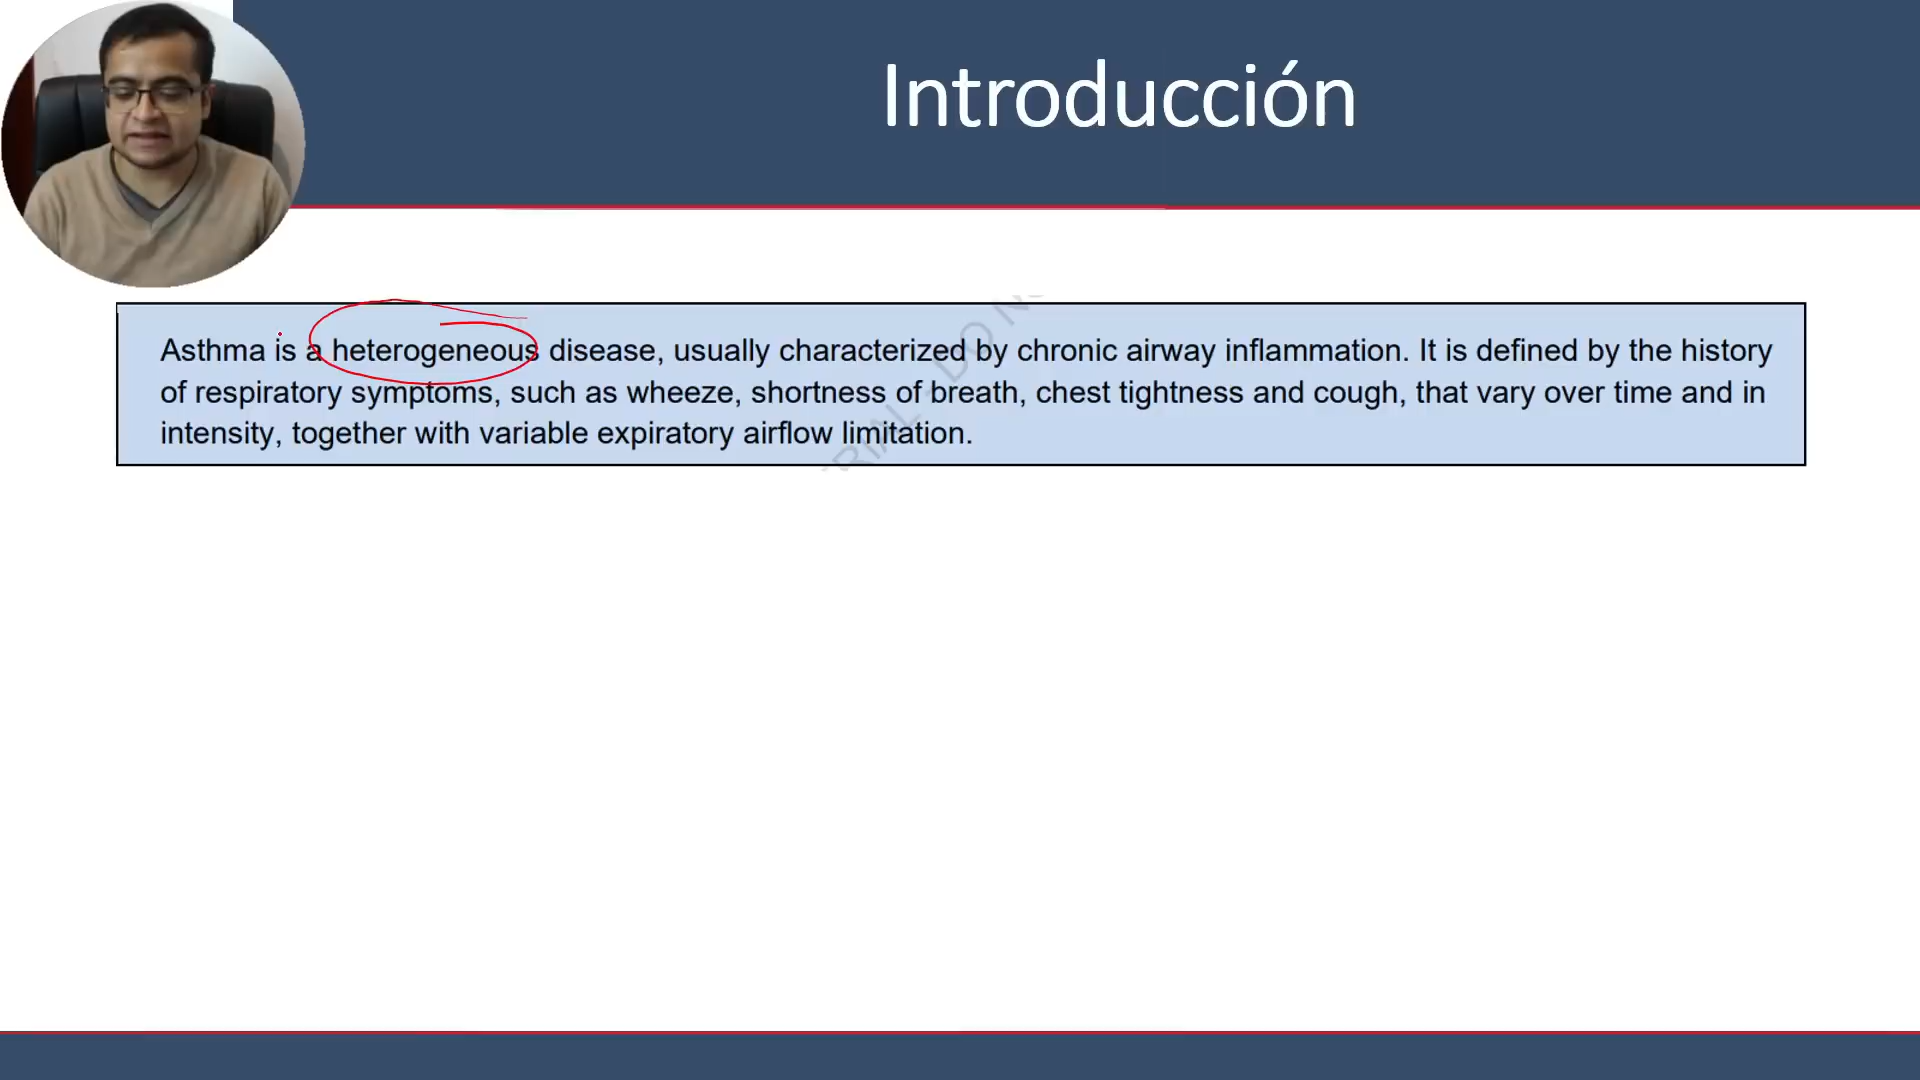 Introducción
Asthma is a heterogeneous disease, usually characterized by chronic airway inflammation. It is defined by the history
of respiratory symptoms, such as wheeze, shortness of breath, chest tightness and cough, that vary over time and in
intensity, together with variable expiratory airflow limitation.